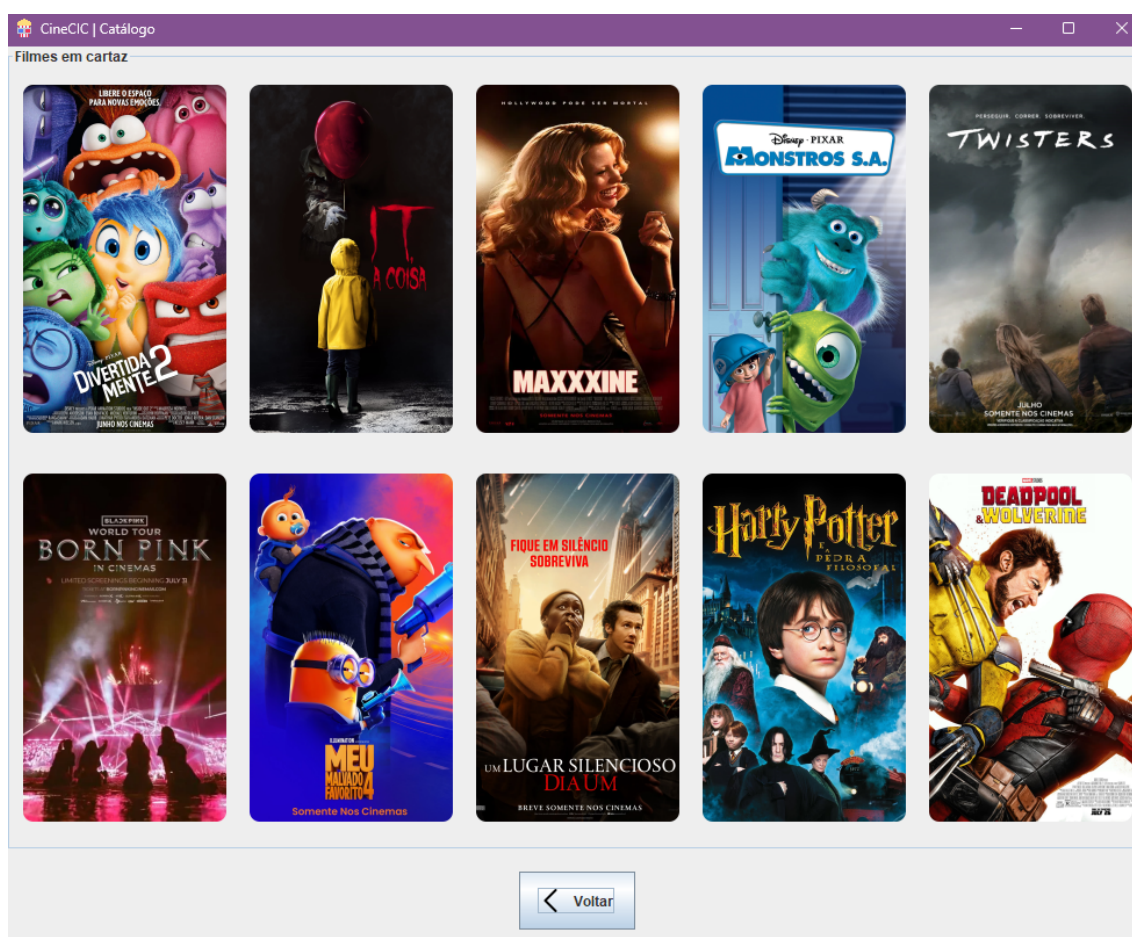 CineCIC | Catálogo
Filmes em cartaz
LIBERE O ESPAÇO
PARA NOVAS EMOÇÕES
Disney PIXAR
DIVERTIDA
MENTE 2
JUNHO NOS CINEMAS
IT,
A COISA
HOLLYWOOD PODE SER MORTAL
MAXXXINE
SOMENTE NOS CINEMAS
Disney · PIXAR
MONSTROS S.A.
PERSEGUIR. CORRER. SOBREVIVER.
TWISTERS
JULHO
SOMENTE NOS CINEMAS
BLACKPINK
WORLD TOUR
BORN PINK
IN CINEMAS
LIMITED SCREENINGS BEGINNING JULY 31
ILLUMINATION
MEU
MALVADO
FAVORITO 4
Somente Nos Cinemas
FIQUE EM SILÊNCIO
SOBREVIVA
UM LUGAR SILENCIOSO
DIA UM
BREVE SOMENTE NOS CINEMAS
Harry Potter
E A
PEDRA
FILOSOFAL
DEADPOOL
& WOLVERINE
JULY 26
Voltar